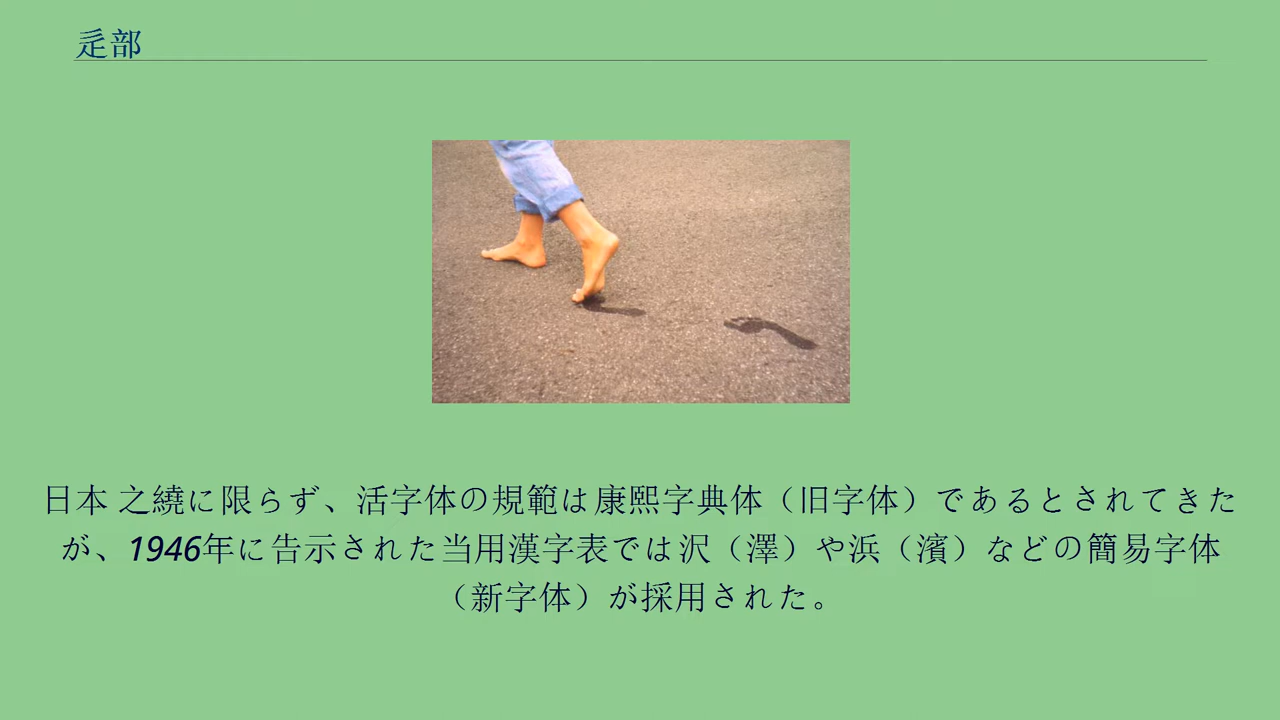 辵部
日本 之繞に限らず、活字体の規範は康熙字典体（旧字体）であるとされてきた
が、1946年に告示された当用漢字表では沢（澤）や浜（濱）などの簡易字体
（新字体）が採用された。